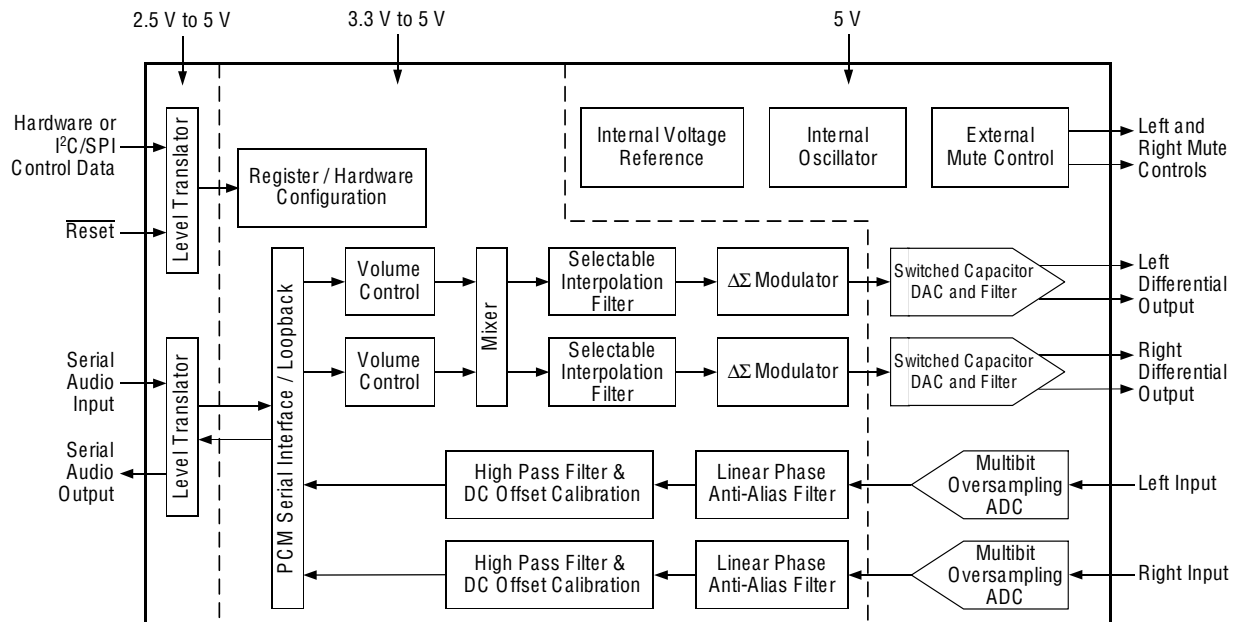 2.5 V to 5 V
3.3 V to 5 V
5 V
Hardware or
I²C/SPI
Control Data
Reset
Level Translator
Register / Hardware
Configuration
Internal Voltage
Reference
Internal
Oscillator
External
Mute Control
Left and
Right Mute
Controls
Serial
Audio
Input
Serial
Audio
Output
Level Translator
PCM Serial Interface / Loopback
Volume
Control
Volume
Control
Mixer
Selectable
Interpolation
Filter
ΔΣ Modulator
Switched Capacitor
DAC and Filter
Left
Differential
Output
Selectable
Interpolation
Filter
ΔΣ Modulator
Switched Capacitor
DAC and Filter
Right
Differential
Output
High Pass Filter &
DC Offset Calibration
Linear Phase
Anti-Alias Filter
Multibit
Oversampling
ADC
Left Input
High Pass Filter &
DC Offset Calibration
Linear Phase
Anti-Alias Filter
Multibit
Oversampling
ADC
Right Input